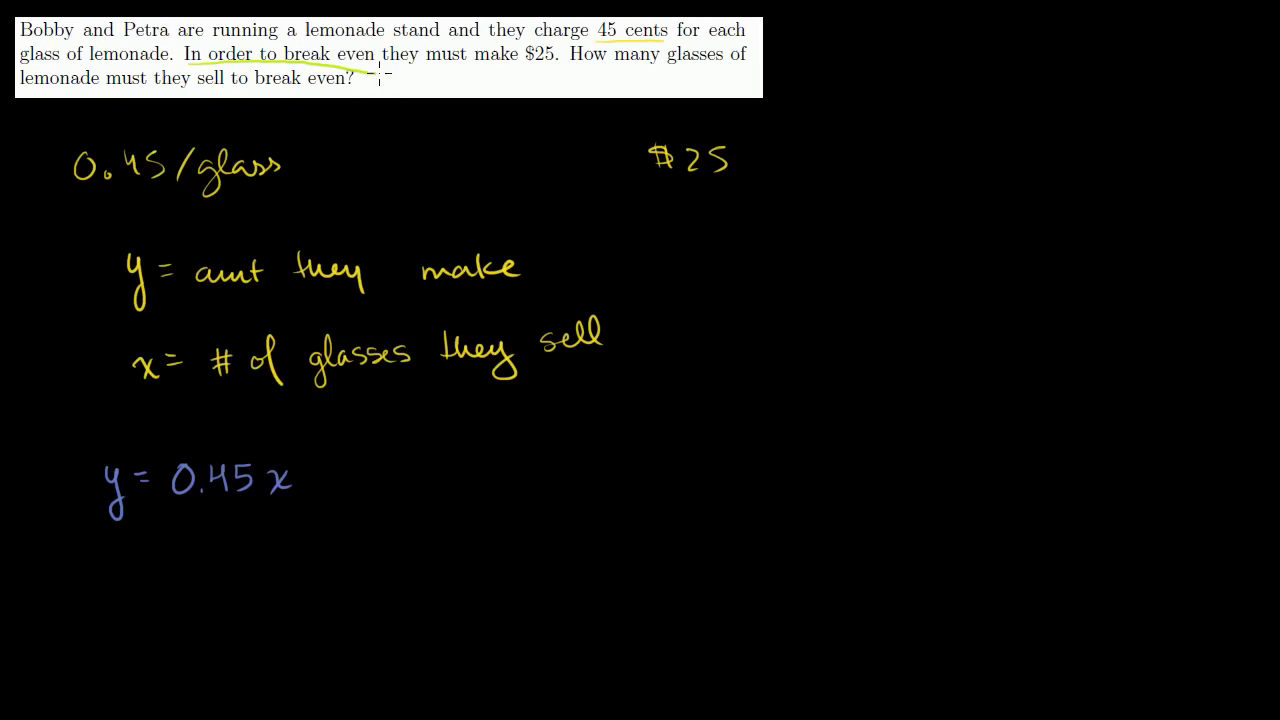 Bobby and Petra are running a lemonade stand and they charge 45 cents for each
glass of lemonade. In order to break even they must make $25. How many glasses of
lemonade must they sell to break even?
0.45/glass
$25
y = amt they make
x = # of glasses they sell
y = 0.45x